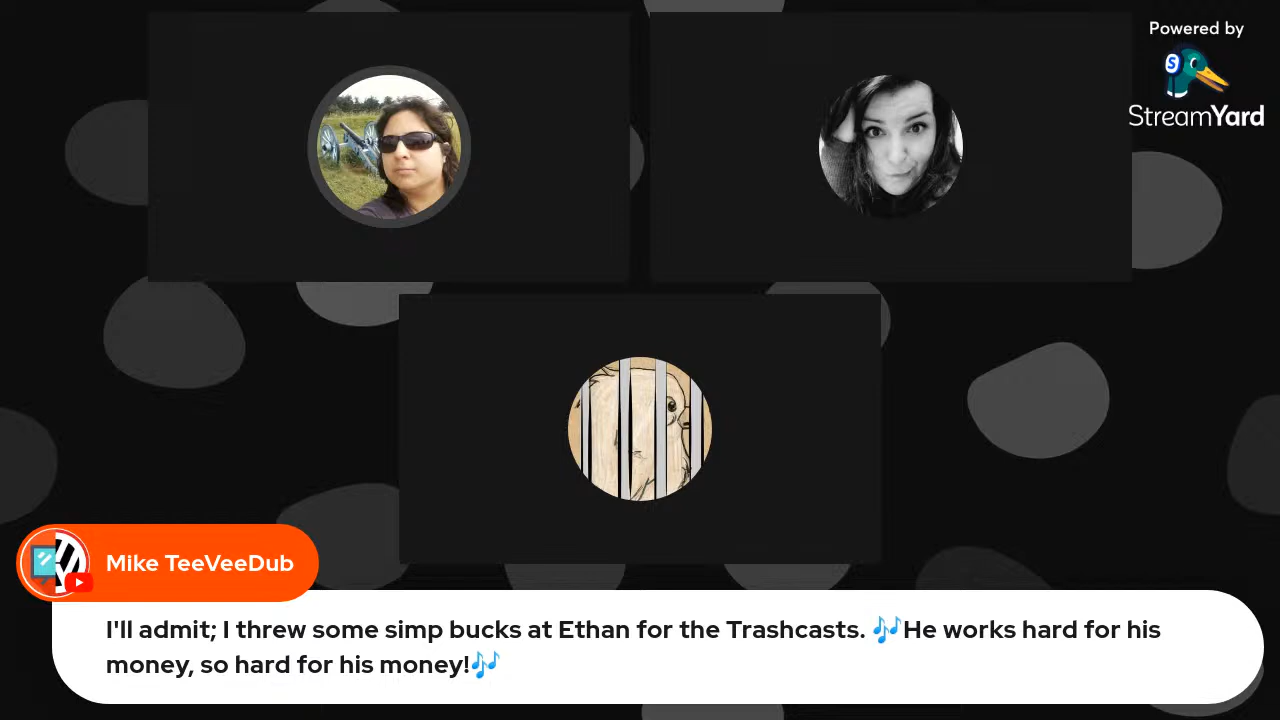 Powered by
S
StreamYard
Mike TeeVeeDub
I'll admit; I threw some simp bucks at Ethan for the Trashcasts. 🎶He works hard for his
money, so hard for his money!🎶